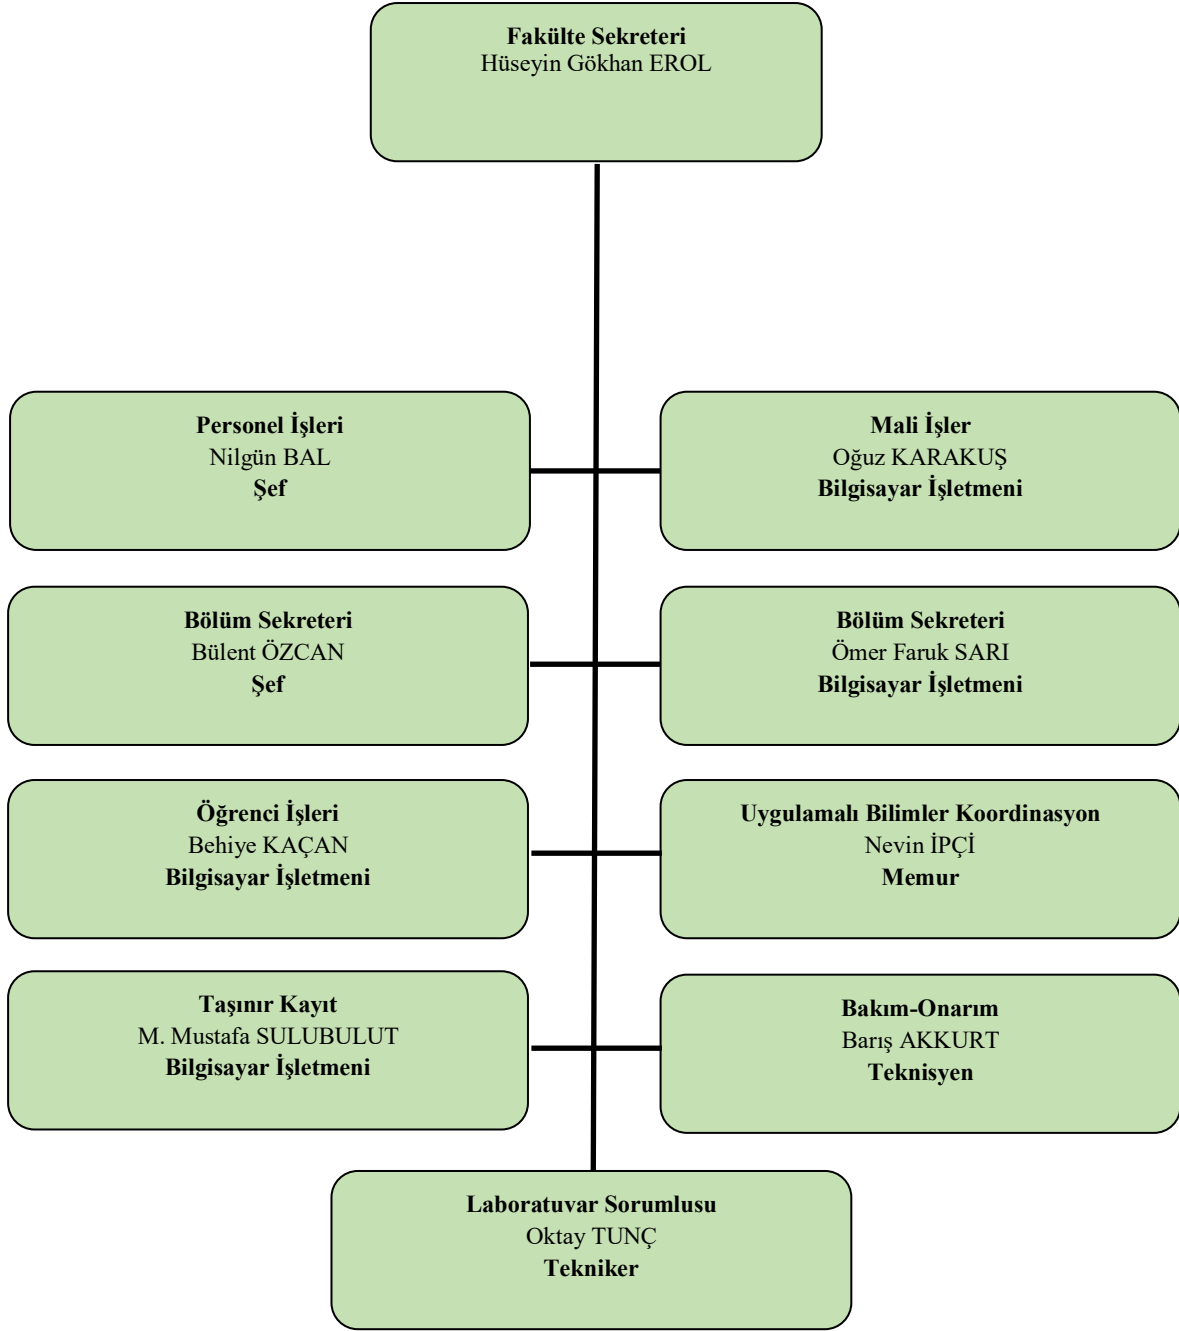 Fakülte Sekreteri
Hüseyin Gökhan EROL
Personel İşleri
Nilgün BAL
Şef
Mali İşler
Oğuz KARAKUŞ
Bilgisayar İşletmeni
Bölüm Sekreteri
Bülent ÖZCAN
Şef
Bölüm Sekreteri
Ömer Faruk SARI
Bilgisayar İşletmeni
Öğrenci İşleri
Behiye KAÇAN
Bilgisayar İşletmeni
Uygulamalı Bilimler Koordinasyon
Nevin İPÇİ
Memur
Taşınır Kayıt
M. Mustafa SULUBULUT
Bilgisayar İşletmeni
Bakım-Onarım
Barış AKKURT
Teknisyen
Laboratuvar Sorumlusu
Oktay TUNÇ
Tekniker